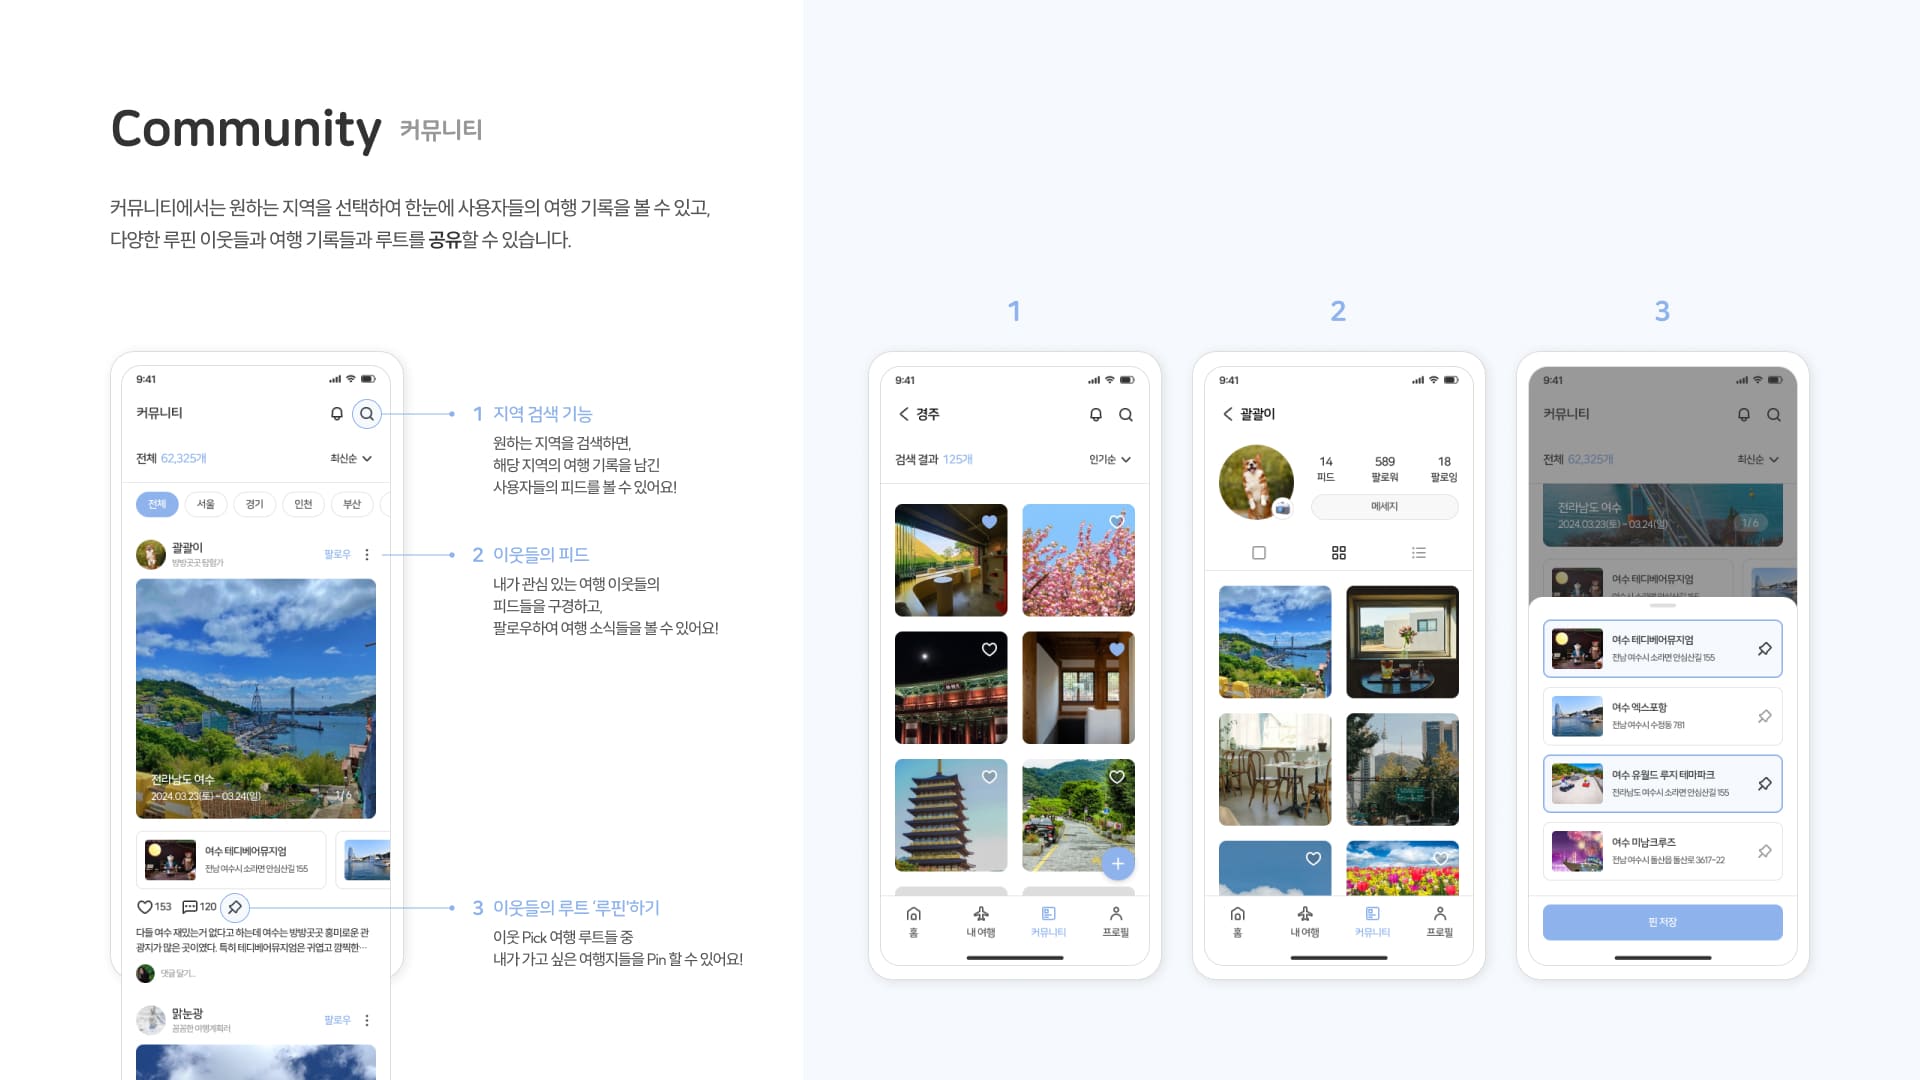 Community 커뮤니티
커뮤니티에서는 원하는 지역을 선택하여 한눈에 사용자들의 여행 기록을 볼 수 있고,
다양한 루핀 이웃들과 여행 기록들과 루트를 공유할 수 있습니다.
9:41
커뮤니티
전체 62,325개
최신순
전체
서울
경기
인천
부산
괄괄이
방방곡곡 탐험가
팔로우
전라남도 여수
2024.03.23(토) - 03.24(일)
1/6
여수 테디베어뮤지엄
전남 여수시 소라면 안심산길 155
153
120
다들 여수 재밌는거 없다고 하는데 여수는 방방곡곡 흥미로운 관
광지가 많은 곳이였다. 특히 테디베어뮤지엄은 귀엽고 깜찍한…
댓글 달기...
맑눈광
꼼꼼한 여행계획러
팔로우
1 지역 검색 기능
원하는 지역을 검색하면,
해당 지역의 여행 기록을 남긴
사용자들의 피드를 볼 수 있어요!
2 이웃들의 피드
내가 관심 있는 여행 이웃들의
피드들을 구경하고,
팔로우하여 여행 소식들을 볼 수 있어요!
3 이웃들의 루트 ‘루핀'하기
이웃 Pick 여행 루트들 중
내가 가고 싶은 여행지들을 Pin 할 수 있어요!
1
9:41
경주
검색 결과 125개
인기순
홈
내 여행
커뮤니티
프로필
2
9:41
괄괄이
14
피드
589
팔로워
18
팔로잉
메세지
홈
내 여행
커뮤니티
프로필
3
9:41
커뮤니티
전체 62,325개
최신순
전라남도 여수
2024.03.23(토) - 03.24(일)
1/6
여수 테디베어뮤지엄
여수 테디베어뮤지엄
전남 여수시 소라면 안심산길 155
여수 엑스포항
전남 여수시 수정동 781
여수 유월드 루지 테마파크
전라남도 여수시 소라면 안심산길 155
여수 미남크루즈
전남 여수시 돌산읍 돌산로 3617-22
핀 저장